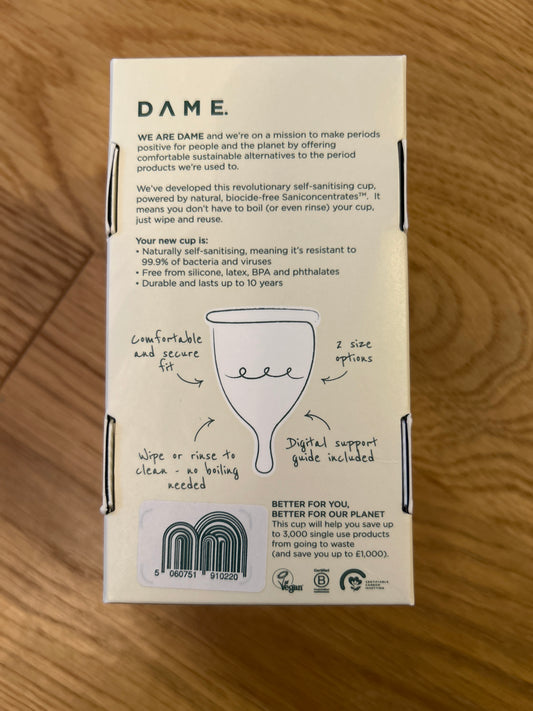 DAME.
WE ARE DAME and we're on a mission to make periods
positive for people and the planet by offering
comfortable sustainable alternatives to the period
products we're used to.
We've developed this revolutionary self-sanitising cup,
powered by natural, biocide-free Saniconcentrates™. It
means you don't have to boil (or even rinse) your cup,
just wipe and reuse.
Your new cup is:
• Naturally self-sanitising, meaning it's resistant to
99.9% of bacteria and viruses
• Free from silicone, latex, BPA and phthalates
• Durable and lasts up to 10 years
Comfortable
and secure
fit
2 size
options
Wipe or rinse to
clean - no boiling
needed
Digital support
guide included
BETTER FOR YOU,
BETTER FOR OUR PLANET
This cup will help you save up
to 3,000 single use products
from going to waste
(and save you up to £1,000).
5 060751 910220
Vegan
Certified
B
Corporation